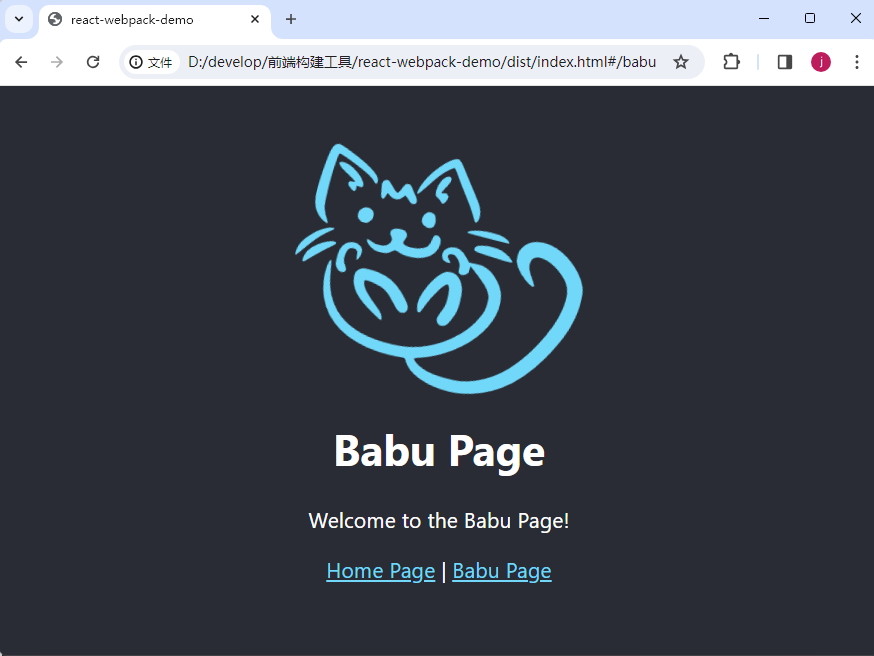 react-webpack-demo
文件 D:/develop/前端构建工具/react-webpack-demo/dist/index.html#/babu
j
Babu Page
Welcome to the Babu Page!
Home Page | Babu Page